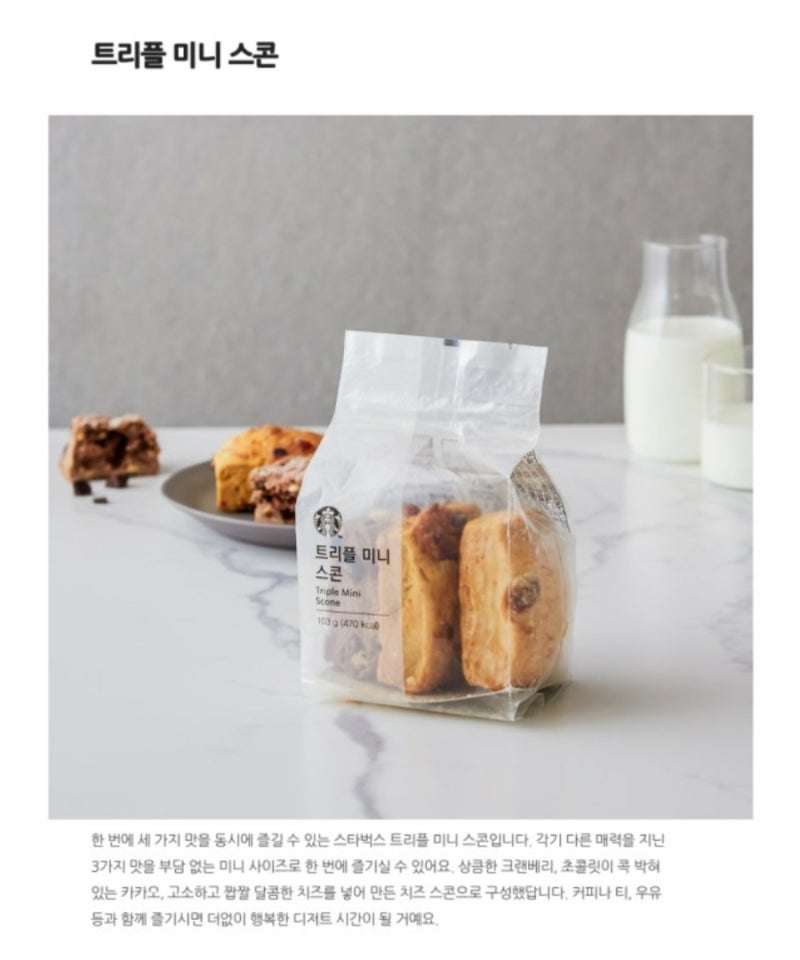 트리플 미니 스콘
트리플 미니
스콘
Triple Mini
Scone
103 g (470 kcal)
한 번에 세 가지 맛을 동시에 즐길 수 있는 스타벅스 트리플 미니 스콘입니다. 각기 다른 매력을 지닌
3가지 맛을 부담 없는 미니 사이즈로 한 번에 즐기실 수 있어요. 상큼한 크랜베리, 초콜릿이 콕 박혀
있는 카카오, 고소하고 짭짤 달콤한 치즈를 넣어 만든 치즈 스콘으로 구성했답니다. 커피나 티, 우유
등과 함께 즐기시면 더없이 행복한 디저트 시간이 될 거예요.